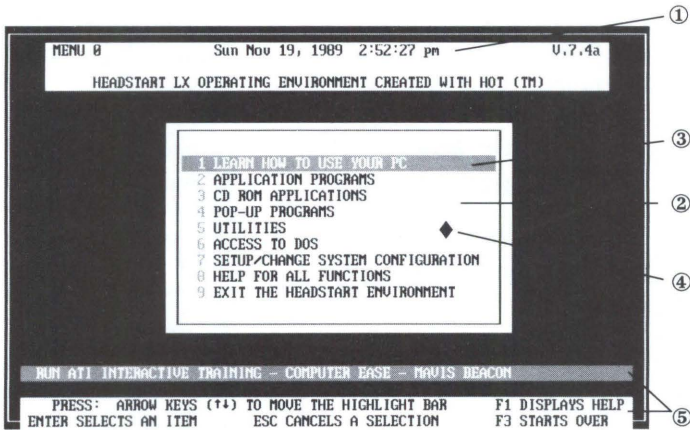 ①
MENU 0 Sun Nov 19, 1989 2:52:27 pm V.7.4a
HEADSTART LX OPERATING ENVIRONMENT CREATED WITH HOT (TM)
③
1 LEARN HOW TO USE YOUR PC
2 APPLICATION PROGRAMS
3 CD ROM APPLICATIONS
②
4 POP-UP PROGRAMS
5 UTILITIES
6 ACCESS TO DOS
7 SETUP/CHANGE SYSTEM CONFIGURATION
④
8 HELP FOR ALL FUNCTIONS
9 EXIT THE HEADSTART ENVIRONMENT
RUN ATI INTERACTIVE TRAINING - COMPUTER EASE - MAVIS BEACON
PRESS: ARROW KEYS (↑↓) TO MOVE THE HIGHLIGHT BAR F1 DISPLAYS HELP
⑤
ENTER SELECTS AN ITEM ESC CANCELS A SELECTION F3 STARTS OVER